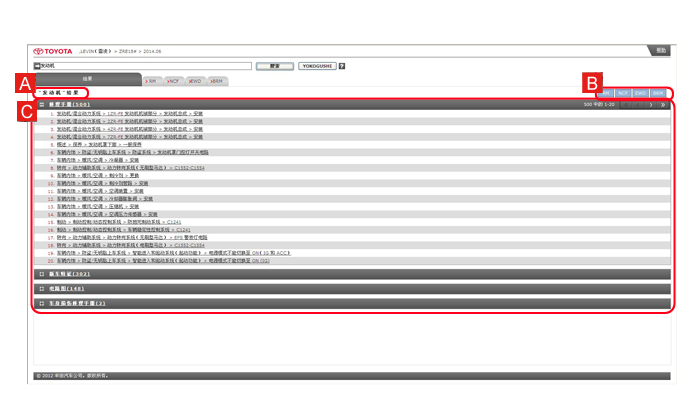 TOYOTA LEVIN(雷凌) > ZRE18# > 2014.06 帮助
发动机 搜索 YOKOGUSHI ?
结果 >RM >NCF >EWD >BRM
A "发动机"结果 B RM NCF EWD BRM
C 修理手册(500) 500 中的 1-20
1. 发动机/混合动力系统 > 1ZR-FE 发动机机械部分 > 发动机总成 > 安装
2. 发动机/混合动力系统 > 2ZR-FE 发动机机械部分 > 发动机总成 > 安装
3. 发动机/混合动力系统 > 4ZR-FE 发动机机械部分 > 发动机总成 > 安装
4. 发动机/混合动力系统 > 7ZR-FE 发动机机械部分 > 发动机总成 > 安装
5. 概述 > 保养 > 发动机罩下部 > 一般保养
6. 车辆内饰 > 防盗/无钥匙上车系统 > 防盗系统 > 发动机罩门控灯开关电路
7. 车辆内饰 > 暖风/空调 > 冷凝器 > 安装
8. 转向 > 动力辅助系统 > 动力转向系统(无刷型马达) > C1552-C1554
9. 车辆内饰 > 暖风/空调 > 制冷剂 > 更换
10. 车辆内饰 > 暖风/空调 > 制冷剂管路 > 安装
11. 车辆内饰 > 暖风/空调 > 空调装置 > 安装
12. 车辆内饰 > 暖风/空调 > 冷却器膨胀阀 > 安装
13. 车辆内饰 > 暖风/空调 > 压缩机 > 安装
14. 车辆内饰 > 暖风/空调 > 空调压力传感器 > 安装
15. 制动 > 制动控制/动态控制系统 > 防抱死制动系统 > C1241
16. 制动 > 制动控制/动态控制系统 > 车辆稳定性控制系统 > C1241
17. 转向 > 动力辅助系统 > 动力转向系统(无刷型马达) > EPS 警告灯电路
18. 转向 > 动力辅助系统 > 动力转向系统(电刷型马达) > C1552-C1554
19. 车辆内饰 > 防盗/无钥匙上车系统 > 智能进入和起动系统(起动功能) > 电源模式不能切换至 ON(IG 和 ACC)
20. 车辆内饰 > 防盗/无钥匙上车系统 > 智能进入和起动系统(起动功能) > 电源模式不能切换至 ON (IG)
新车特征(302)
电路图(148)
车身损伤修理手册(2)
© 2012 丰田汽车公司。版权所有。